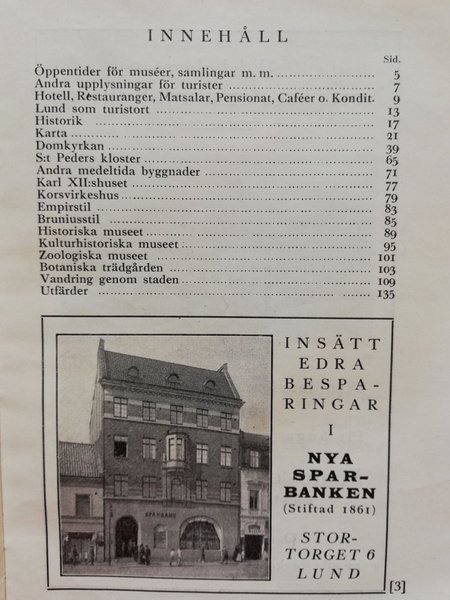 INNEHÅLL
Sid.
Öppentider för muséer, samlingar m. m. 5
Andra upplysningar för turister 7
Hotell, Restauranger, Matsalar, Pensionat, Caféer o. Kondit. 9
Lund som turistort 13
Historik 17
Karta 21
Domkyrkan 39
S:t Peders kloster 65
Andra medeltida byggnader 71
Karl XII:shuset 77
Korsvirkeshus 79
Empirstil 83
Bruniusstil 85
Historiska museet 89
Kulturhistoriska museet 95
Zoologiska museet 101
Botaniska trädgården 103
Vandring genom staden 109
Utfärder 135
SPARBANK
INSÄTT
EDRA
BESPA-
RINGAR
I
NYA
SPAR-
BANKEN
(Stiftad 1861)
STOR-
TORGET 6
LUND
[3]